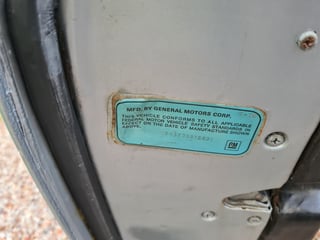 MFD. BY GENERAL MOTORS CORP.
THIS VEHICLE CONFORMS TO ALL APPLICABLE
FEDERAL MOTOR VEHICLE SAFETY STANDARDS IN
EFFECT ON THE DATE OF MANUFACTURE SHOWN
ABOVE.
GM